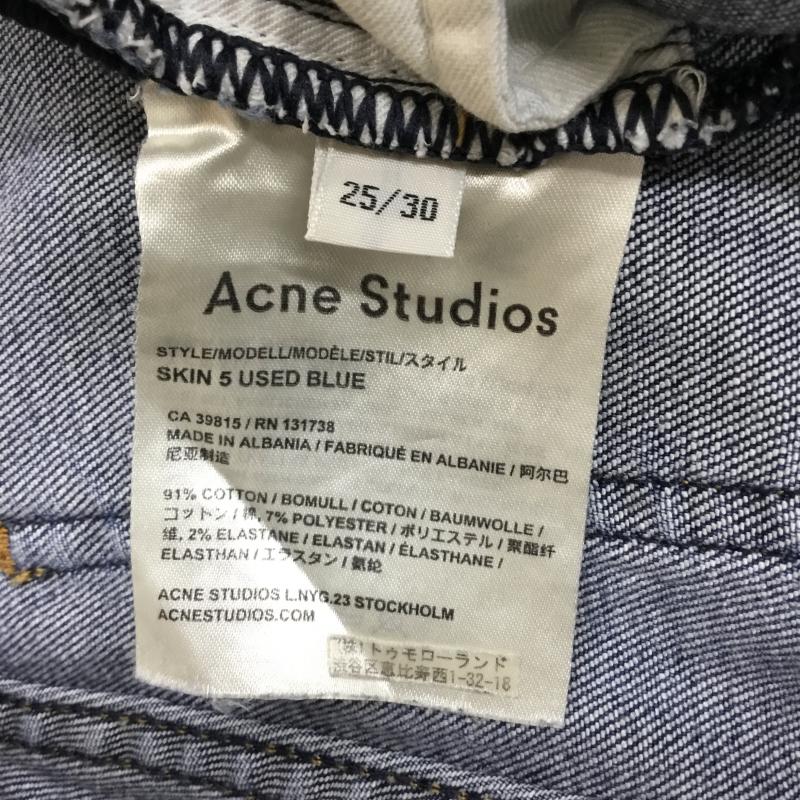 25/30
Acne Studios
STYLE/MODELL/MODÈLE/STIL/スタイル
SKIN 5 USED BLUE
CA 39815 / RN 131738
MADE IN ALBANIA / FABRIQUÉ EN ALBANIE / 阿尔巴
尼亚制造
91% COTTON / BOMULL / COTON / BAUMWOLLE /
コットン / 棉, 7% POLYESTER / ポリエステル / 聚酯纤
维, 2% ELASTANE / ELASTAN / ÉLASTHANE /
ELASTHAN / エラスタン / 氨纶
ACNE STUDIOS L.NYG.23 STOCKHOLM
ACNESTUDIOS.COM
(株)トゥモローランド
渋谷区恵比寿西1-32-18